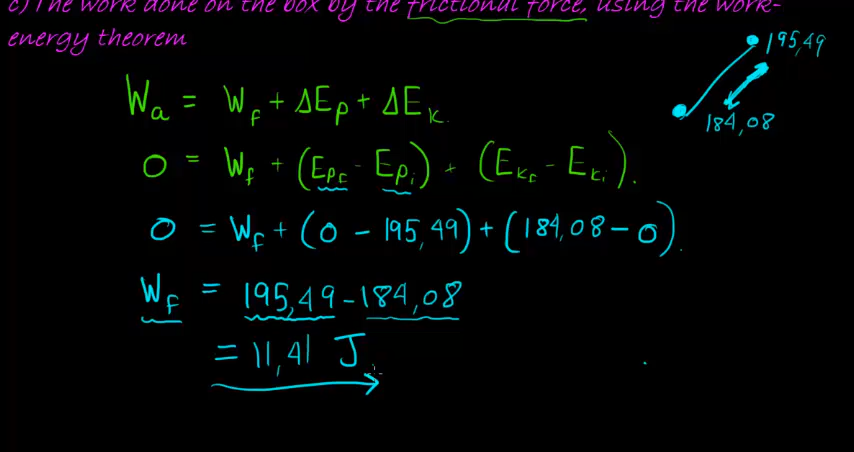 c) The work done on the box by the frictional force, using the work-
energy theorem
195,49
184,08
Wa = Wf + ΔEp + ΔEk.
0 = Wf + (Epf - Epi) + (Ekf - Eki).
0 = Wf + (0 - 195,49) + (184,08 - 0).
Wf = 195,49 - 184,08
= 11,41 J